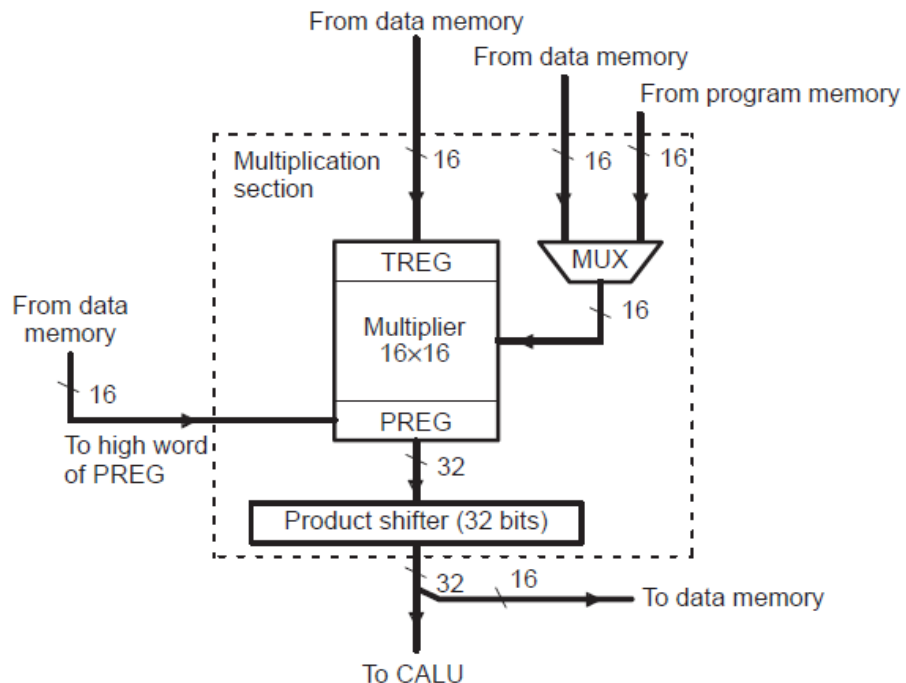 From data memory
From data memory
From program memory
Multiplication
section
16
16
16
TREG
MUX
Multiplier
16×16
16
From data
memory
16
To high word
of PREG
PREG
32
Product shifter (32 bits)
32
16
To data memory
To CALU